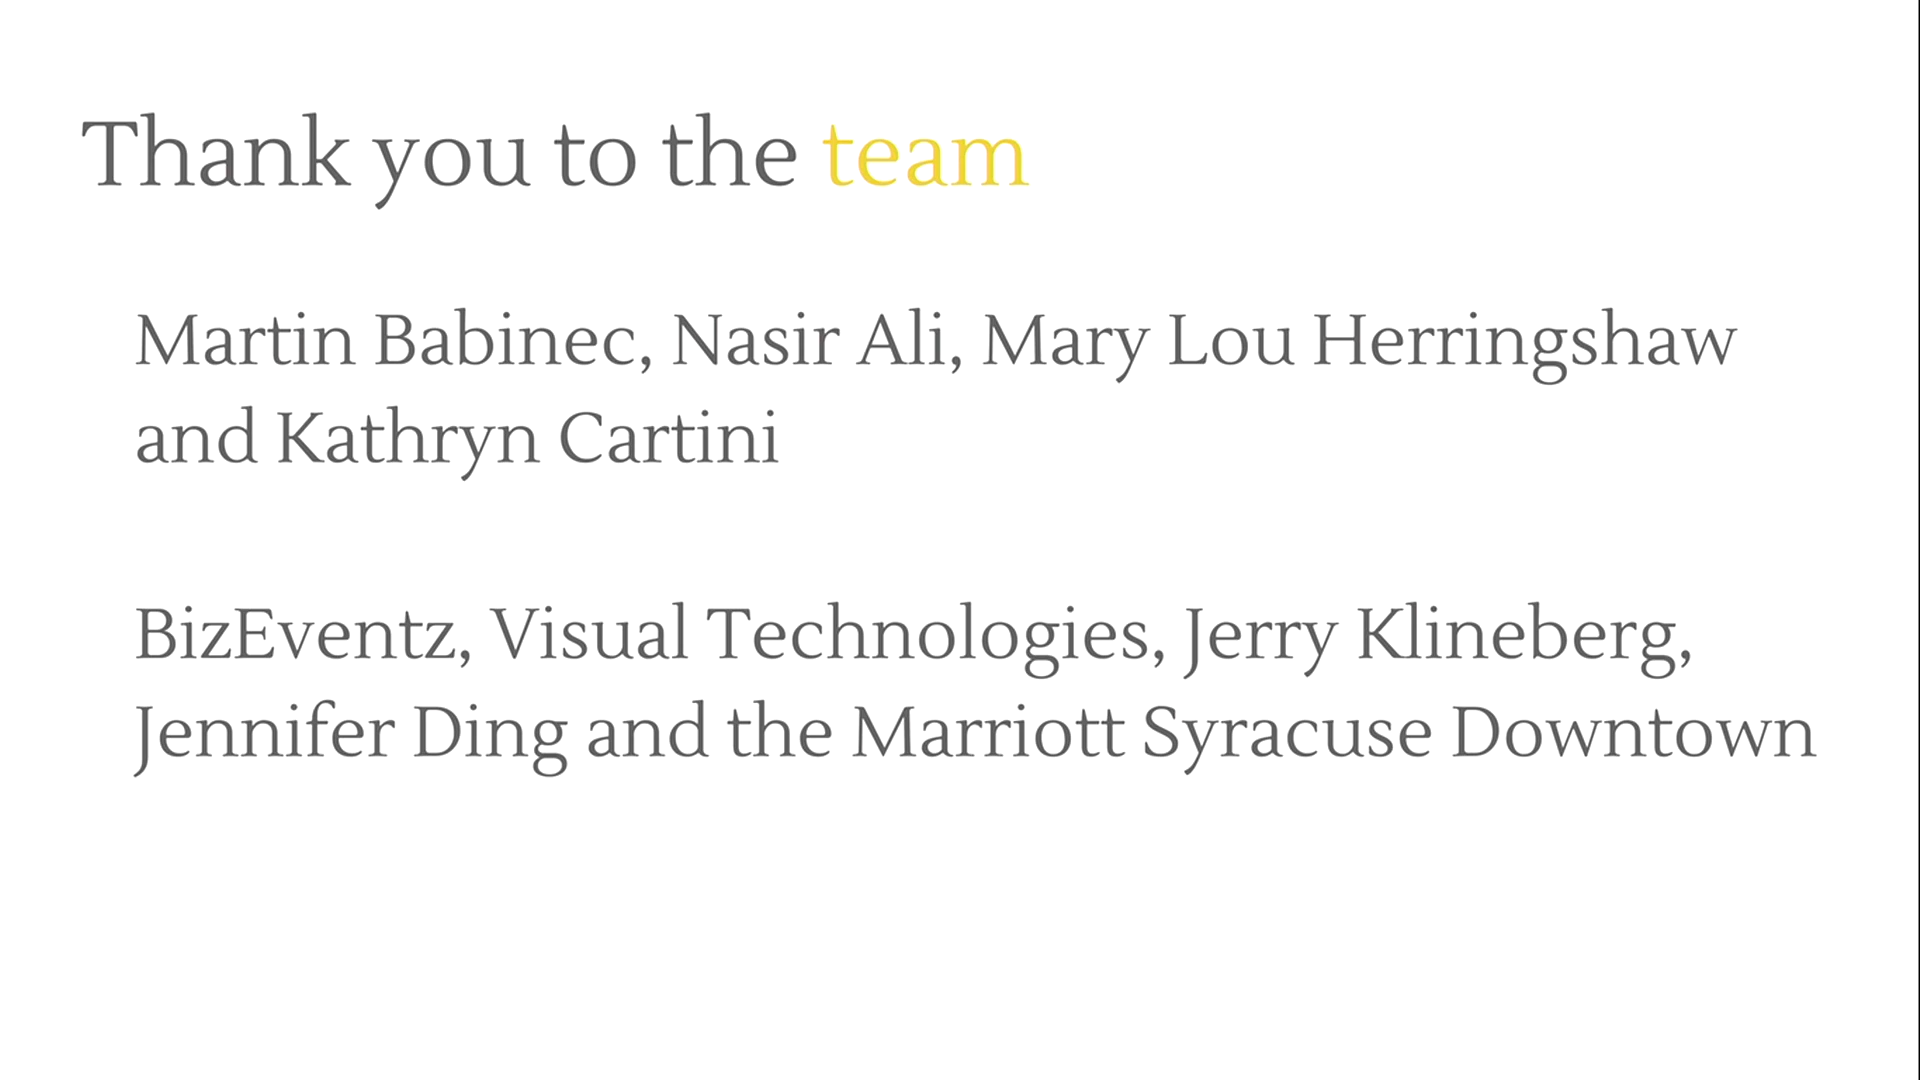 Thank you to the team
Martin Babinec, Nasir Ali, Mary Lou Herringshaw
and Kathryn Cartini
BizEventz, Visual Technologies, Jerry Klineberg,
Jennifer Ding and the Marriott Syracuse Downtown